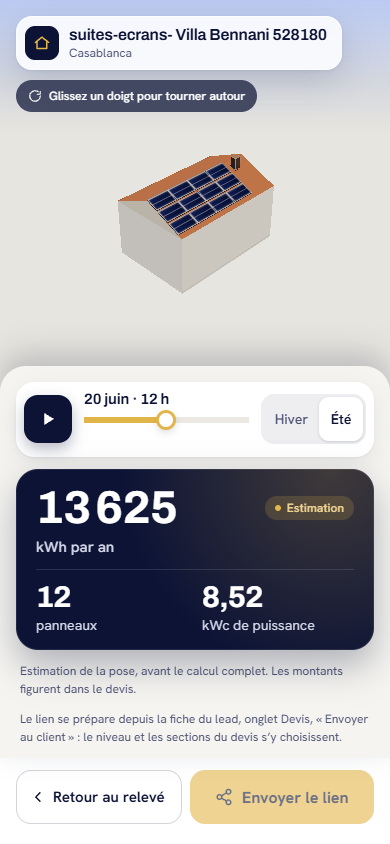 suites-ecrans- Villa Bennani 528180
Casablanca
Glissez un doigt pour tourner autour
20 juin · 12 h
Hiver
Été
13 625
Estimation
kWh par an
12
8,52
panneaux
kWc de puissance
Estimation de la pose, avant le calcul complet. Les montants
figurent dans le devis.
Le lien se prépare depuis la fiche du lead, onglet Devis, « Envoyer
au client » : le niveau et les sections du devis s’y choisissent.
Retour au relevé
Envoyer le lien